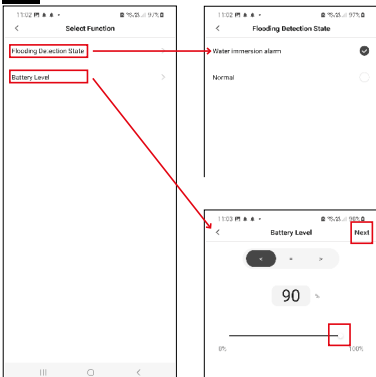 11:02
97%
Select Function
Flooding Detection State
Battery Level
11:02
97%
Flooding Detection State
Water immersion alarm
Normal
11:03
96%
Battery Level
Next
< = >
90 %
0%
100%